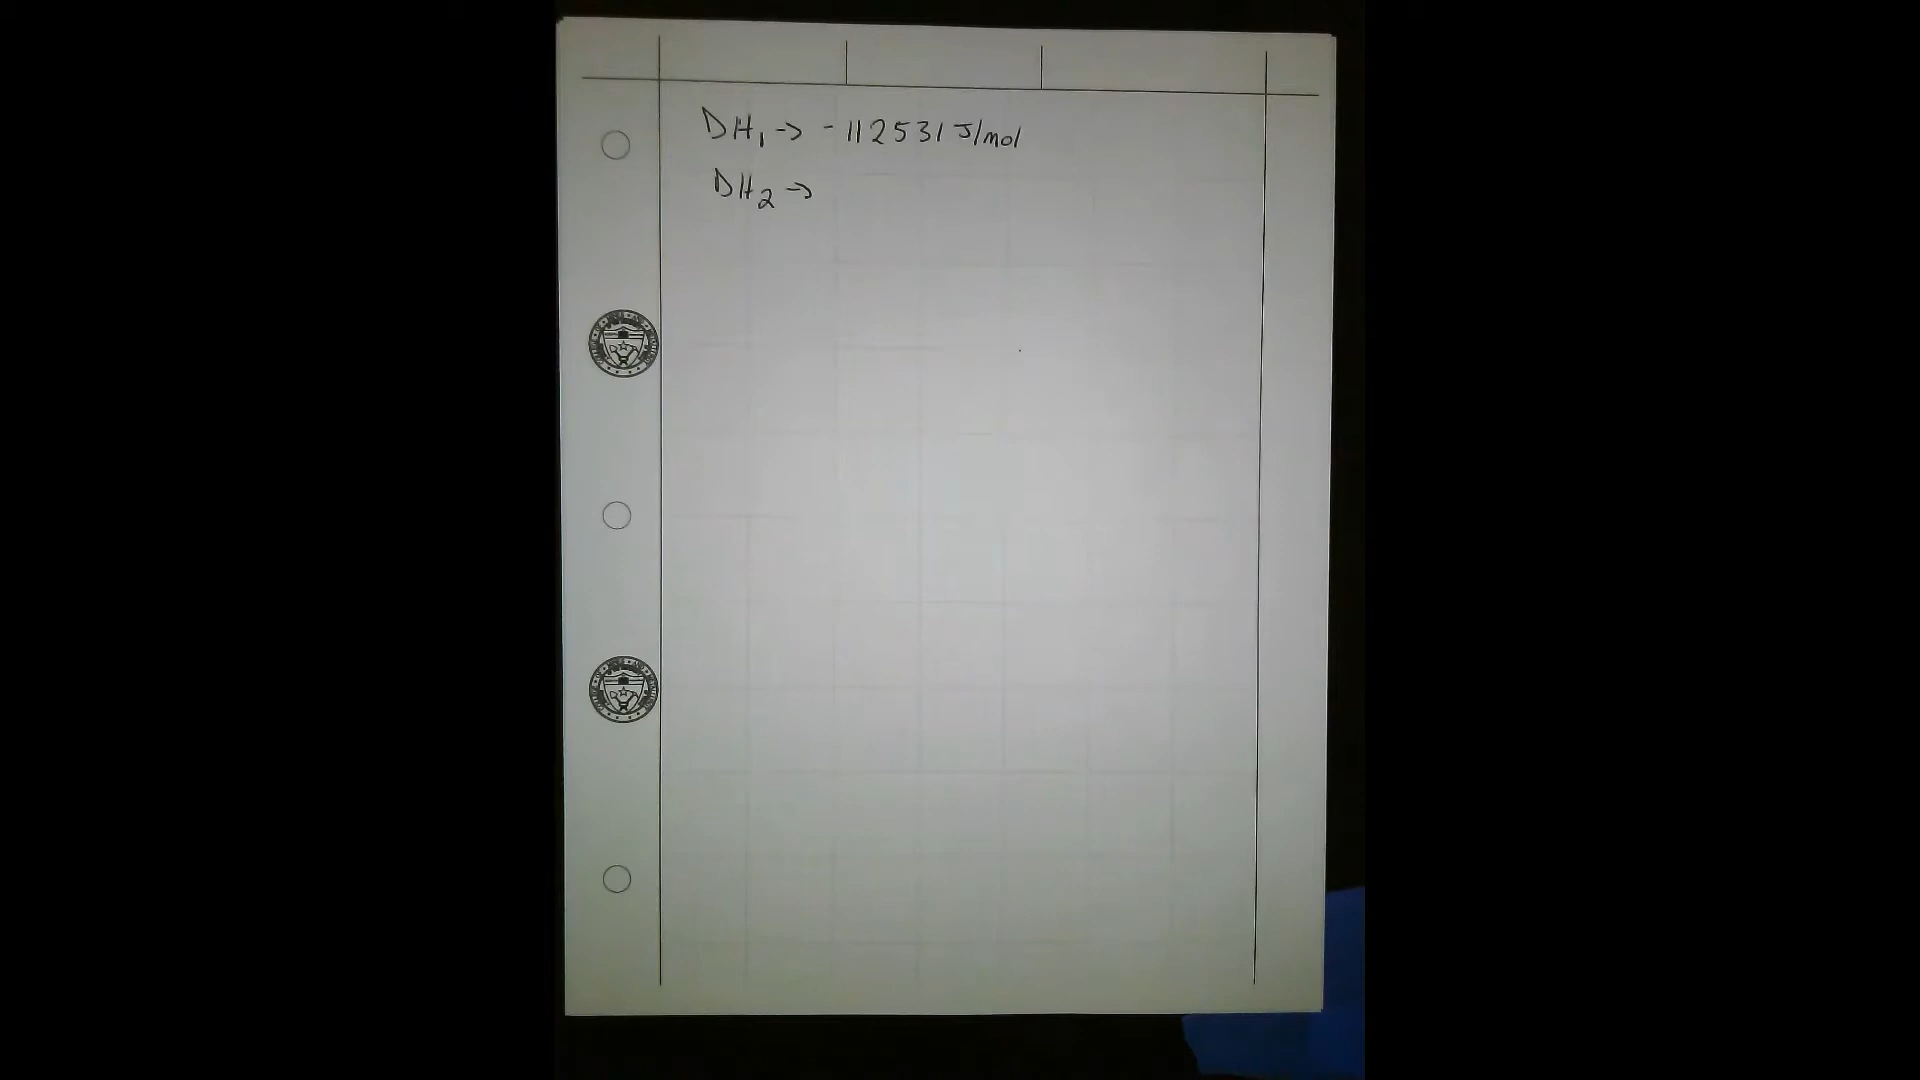 DH₁ → -112531 J/mol
DH₂ →